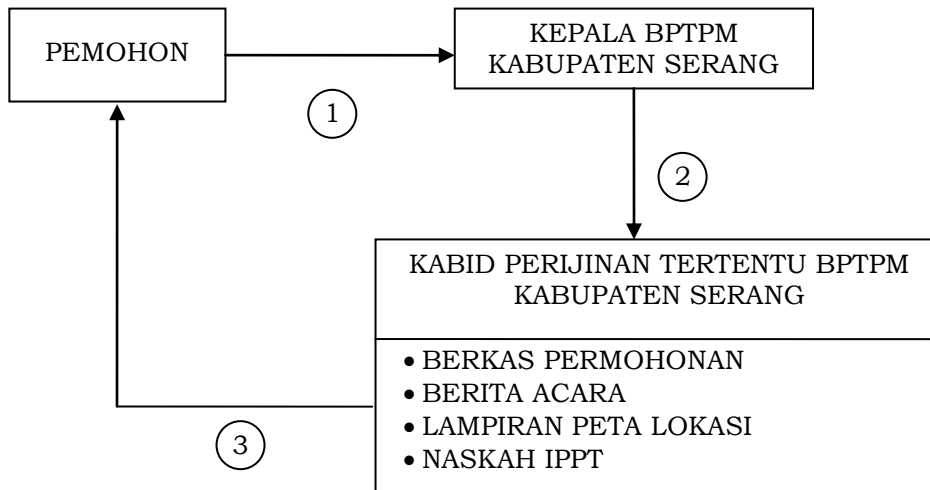 PEMOHON
KEPALA BPTPM
KABUPATEN SERANG
1
2
KABID PERIJINAN TERTENTU BPTPM
KABUPATEN SERANG
• BERKAS PERMOHONAN
• BERITA ACARA
• LAMPIRAN PETA LOKASI
• NASKAH IPPT
3